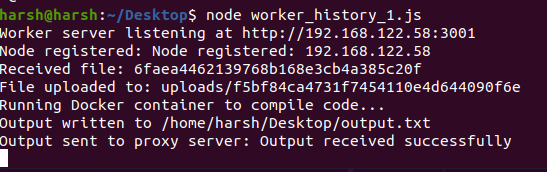 harsh@harsh:~/Desktop$ node worker_history_1.js
Worker server listening at http://192.168.122.58:3001
Node registered: Node registered: 192.168.122.58
Received file: 6faea4462139768b168e3cb4a385c20f
File uploaded to: uploads/f5bf84ca4731f7454110e4d644090f6e
Running Docker container to compile code...
Output written to /home/harsh/Desktop/output.txt
Output sent to proxy server: Output received successfully